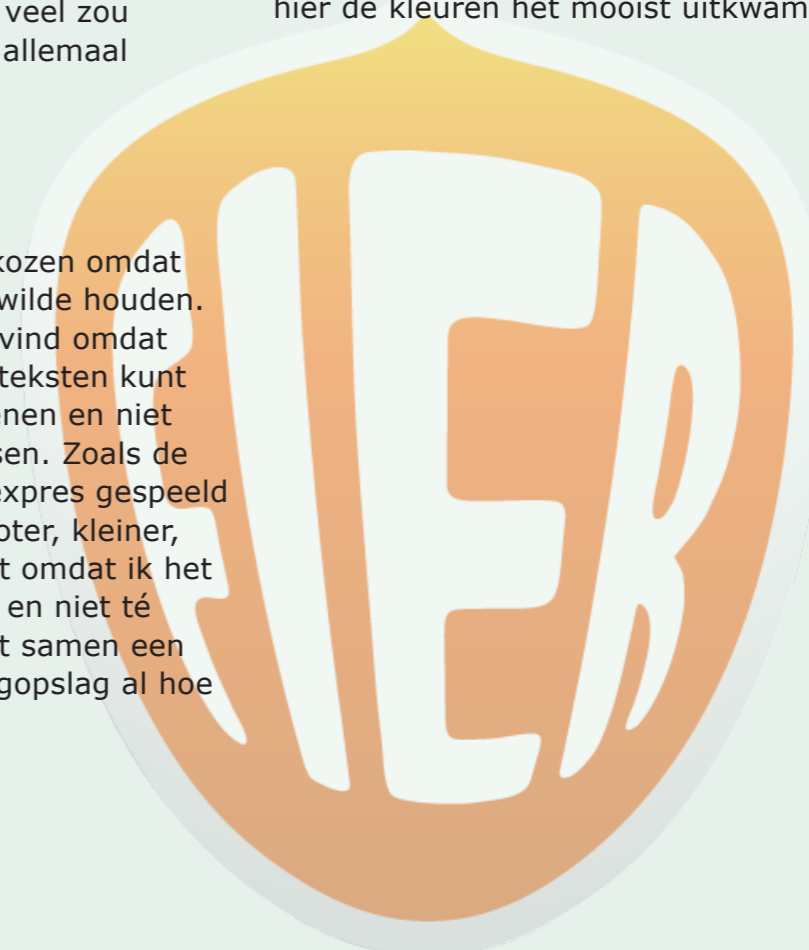 veel zou
allemaal
hier de kleuren het mooist uitkwam
kozen omdat
wilde houden.
vind omdat
teksten kunt
enen en niet
sen. Zoals de
expres gespeeld
oter, kleiner,
t omdat ik het
en niet té
t samen een
gopslag al hoe
FIER